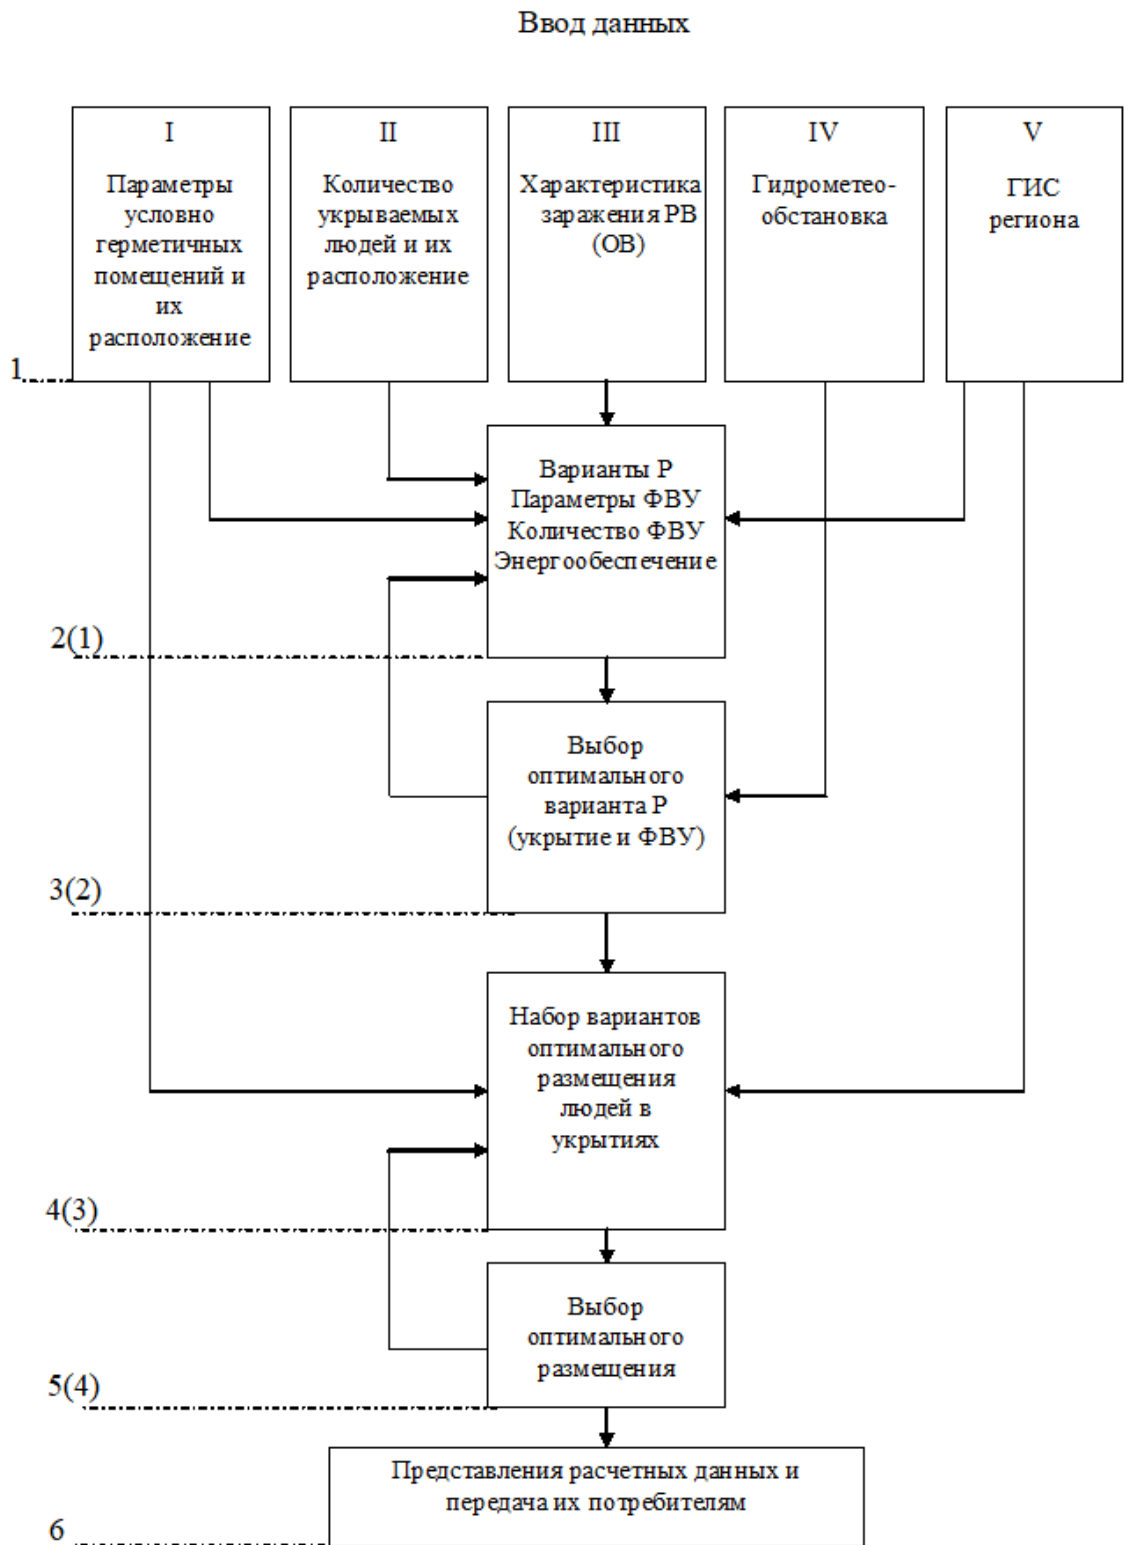 Ввод данных
I
Параметры
условно
герметичных
помещений и
их
расположение
II
Количество
укрываемых
людей и их
расположение
III
Характеристика
заражения РВ
(ОВ)
IV
Гидрометео-
обстановка
V
ГИС
региона
1
Варианты Р
Параметры ФВУ
Количество ФВУ
Энергообеспечение
2(1)
Выбор
оптимального
варианта Р
(укрытие и ФВУ)
3(2)
Набор вариантов
оптимального
размещения
людей в
укрытиях
4(3)
Выбор
оптимального
размещения
5(4)
Представления расчетных данных и
передача их потребителям
6